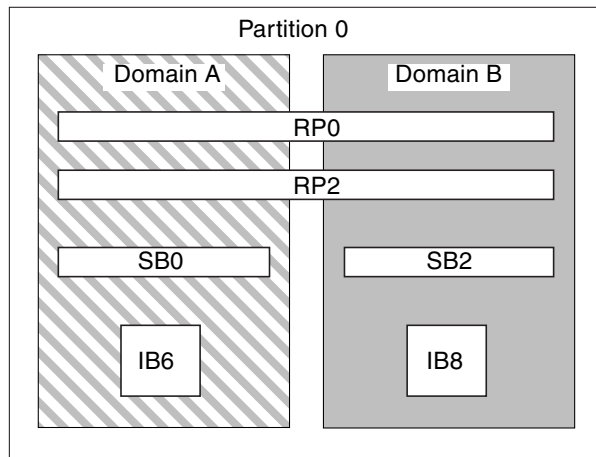 Partition 0
Domain A
Domain B
RP0
RP2
SB0
SB2
IB6
IB8